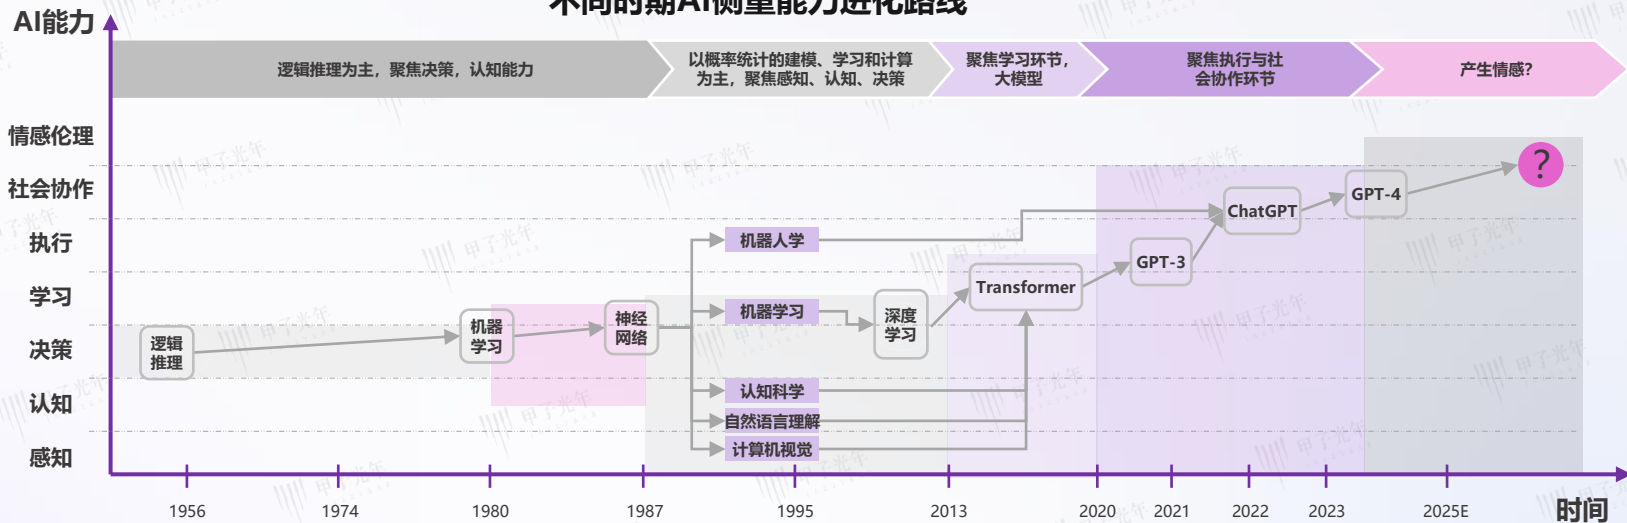 不同时期AI侧重能力进化路线
AI能力
逻辑推理为主，聚焦决策，认知能力
以概率统计的建模、学习和计算
为主，聚焦感知、认知、决策
聚焦学习环节，
大模型
聚焦执行与社
会协作环节
产生情感？
情感伦理
社会协作
执行
学习
决策
认知
感知
逻辑
推理
机器
学习
神经
网络
机器人学
机器学习
认知科学
自然语言理解
计算机视觉
深度
学习
Transformer
GPT-3
ChatGPT
GPT-4
?
1956
1974
1980
1987
1995
2013
2020
2021
2022
2023
2025E
时间
甲子光年